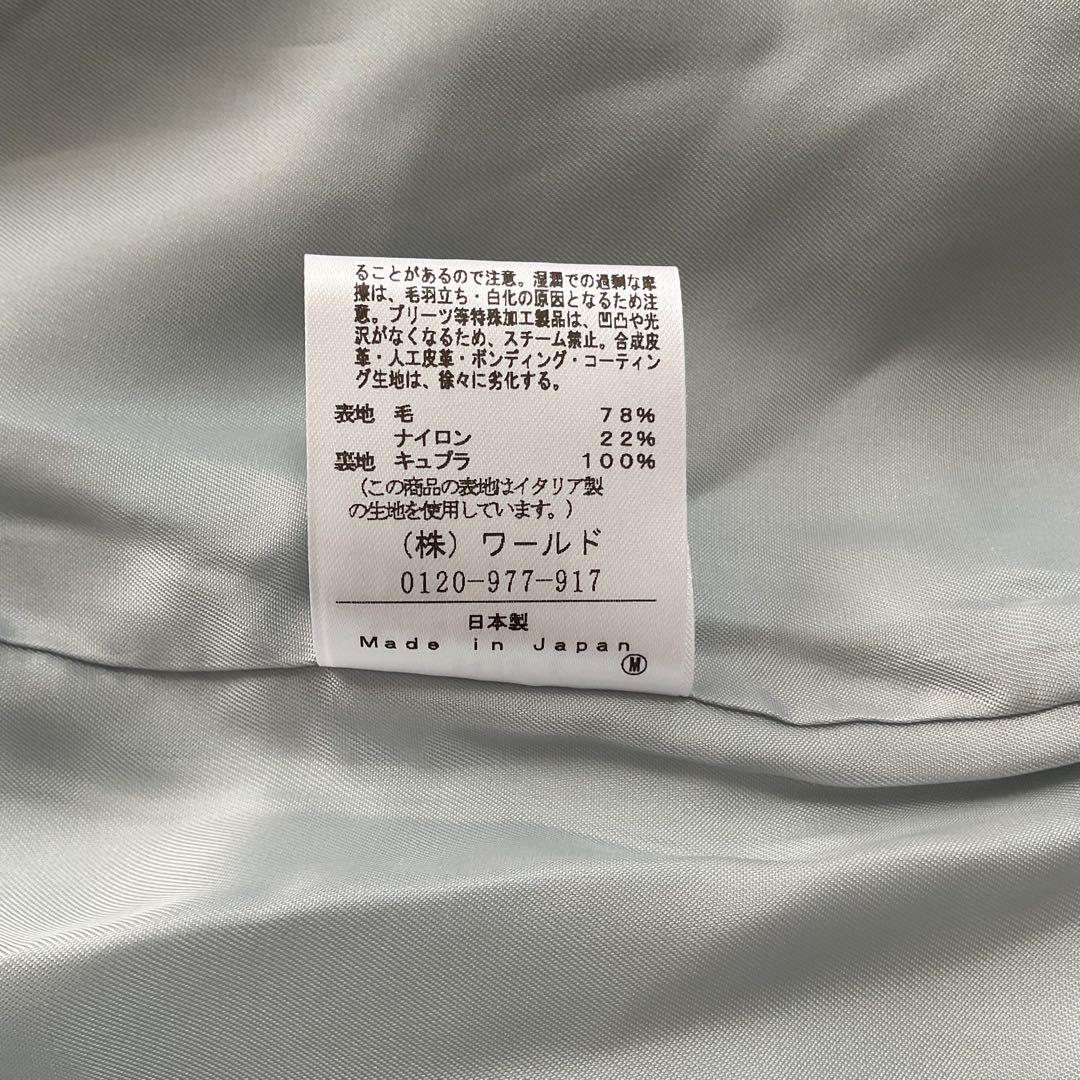 ることがあるので注意。湿潤での過剰な摩
擦は、毛羽立ち・白化の原因となるため注
意。プリーツ等特殊加工製品は、凹凸や光
沢がなくなるため、スチーム禁止。合成皮
革・人工皮革・ボンディング・コーティン
グ生地は、徐々に劣化する。
表地 毛 78%
ナイロン 22%
裏地 キュプラ 100%
(この商品の表地はイタリア製
の生地を使用しています。)
(株)ワールド
0120-977-917
日本製
Made in Japan
Ⓜ